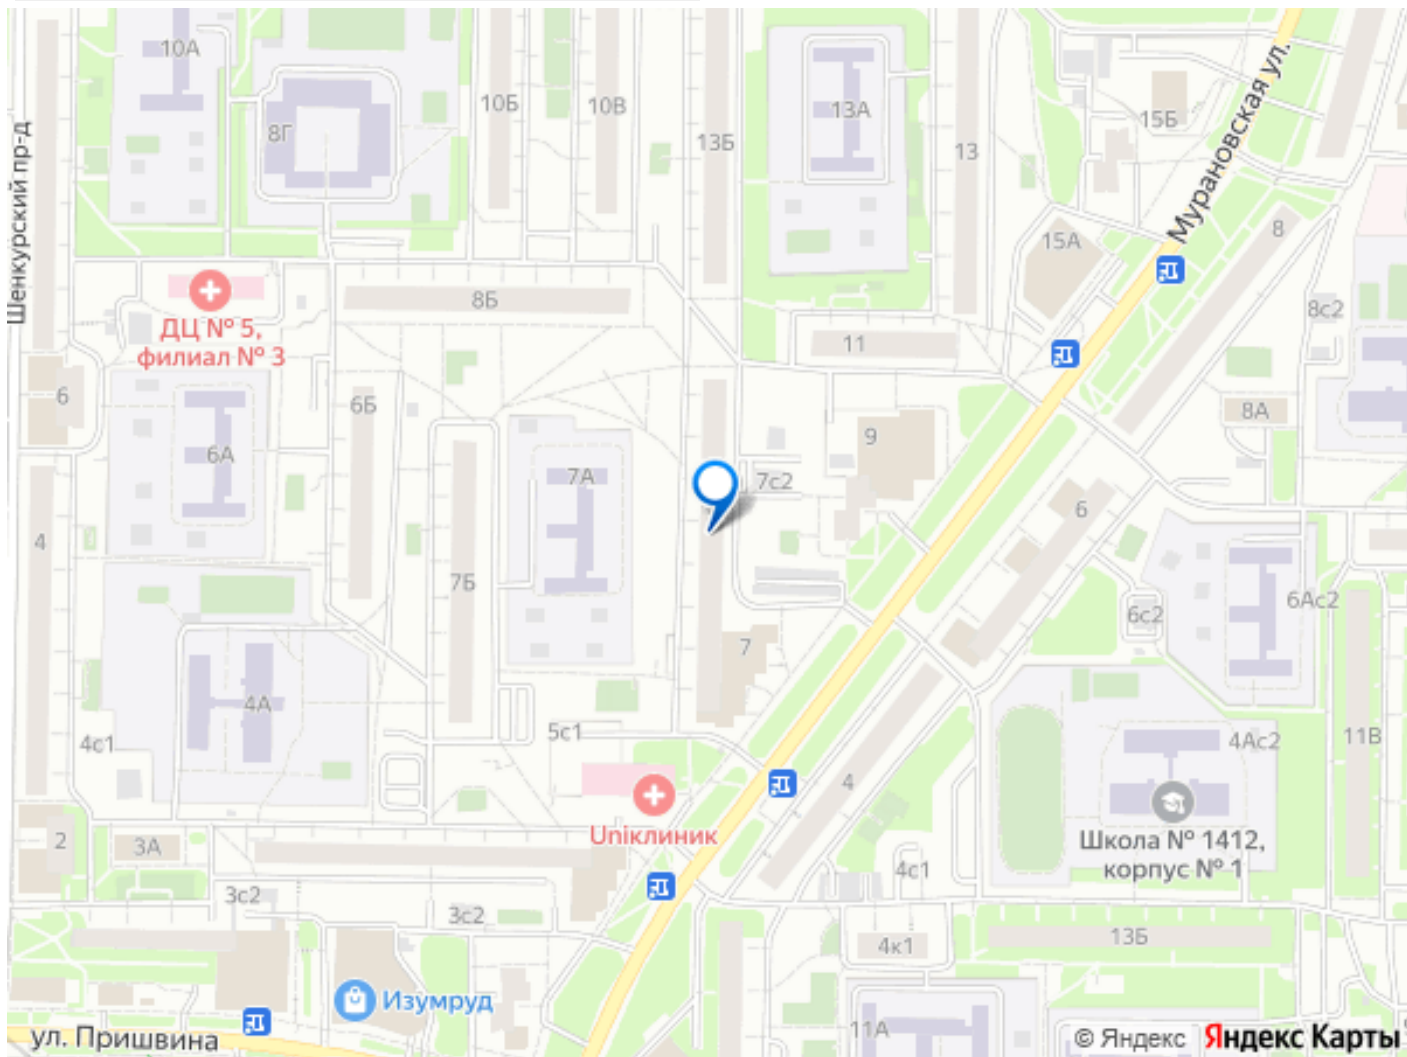 10А
8Г
10Б
10В
13Б
13А
13
15Б
Мурановская ул.
Шенкурский пр-д
15А
8
8Б
8с2
ДЦ № 5,
филиал № 3
11
6
6Б
8А
9
6А
7А
7с2
6
4
7Б
6с2
6Ас2
7
4А
5с1
4с1
4Ас2
11В
4
Uniклиник
2
3А
Школа № 1412,
корпус № 1
4с1
3с2
3с2
13Б
4к1
Изумруд
11А
ул. Пришвина
© Яндекс Яндекс Карты